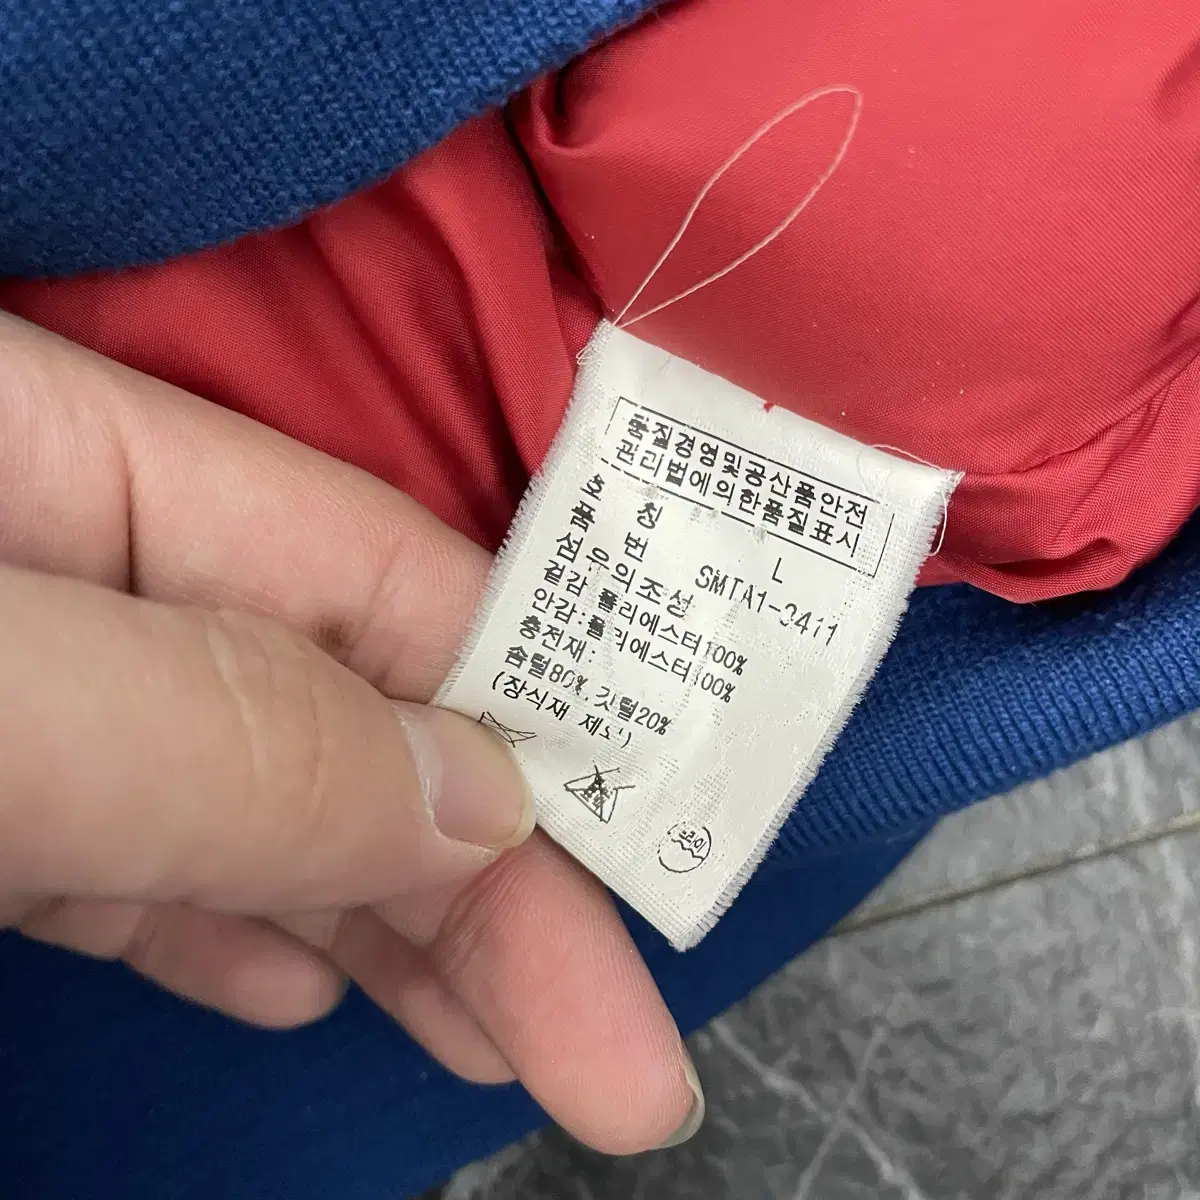 품질경영및공산품안전
관리법에의한품질표시
호 칭 L
품 번 SMTA1-3411
섬유의조성
겉감 폴리에스터100%
안감:폴리에스터100%
충전재:
솜털80%, 깃털20%
(장식재 제외)
드라이